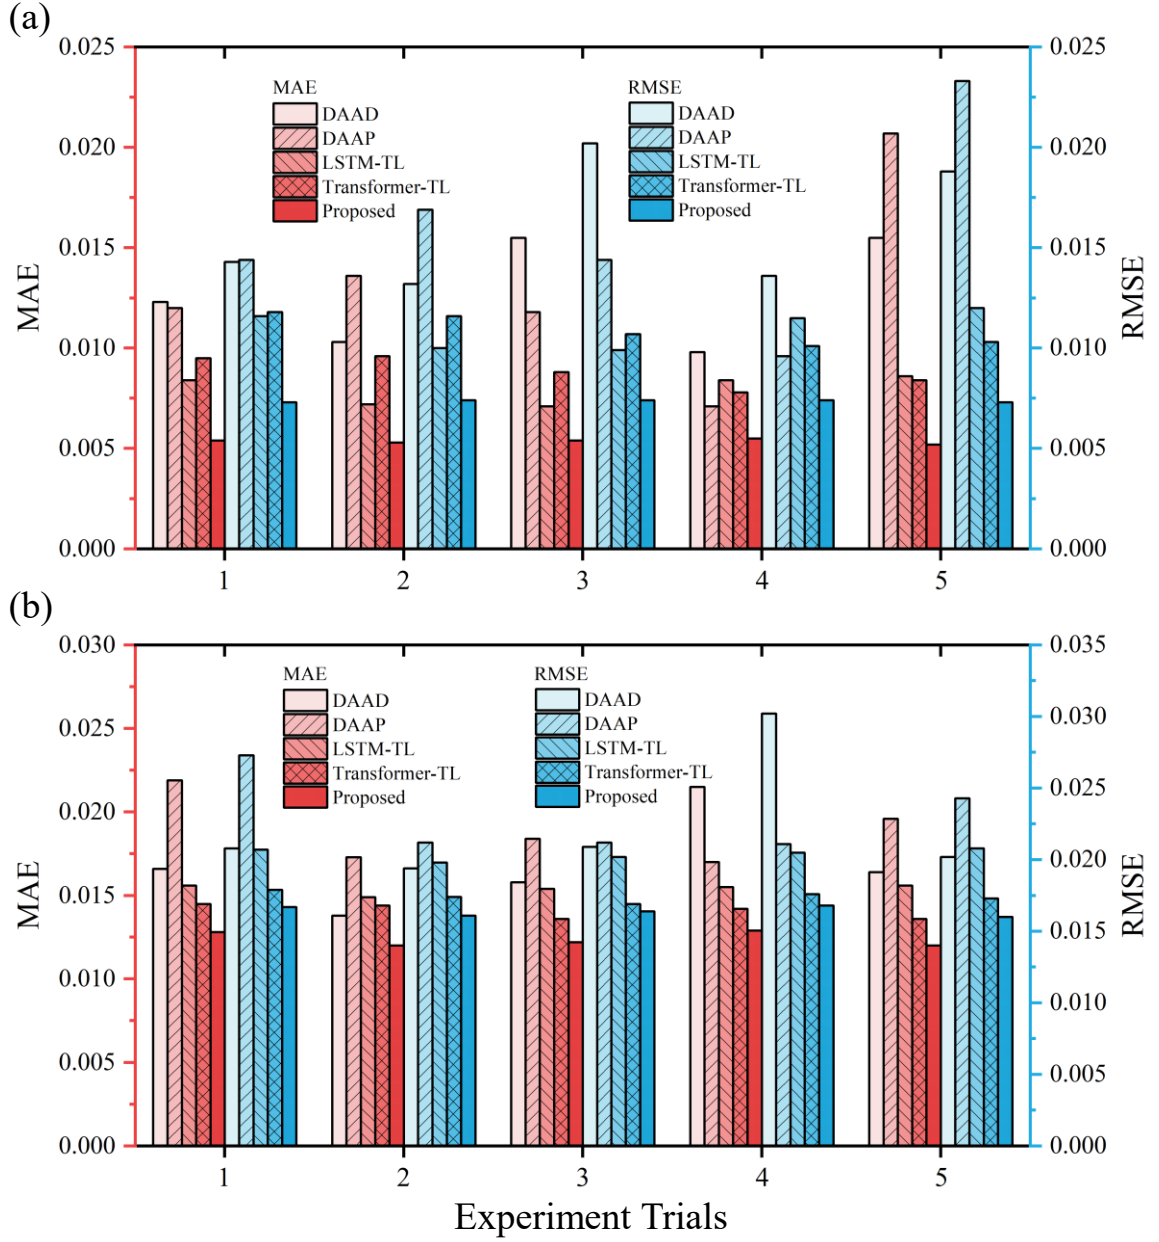 (a)
0.025
0.020
0.015
0.010
0.005
0.000
MAE
MAE
DAAD
DAAP
LSTM-TL
Transformer-TL
Proposed
RMSE
DAAD
DAAP
LSTM-TL
Transformer-TL
Proposed
0.025
0.020
0.015
0.010
0.005
0.000
RMSE
1 2 3 4 5
(b)
0.030
0.025
0.020
0.015
0.010
0.005
0.000
MAE
MAE
DAAD
DAAP
LSTM-TL
Transformer-TL
Proposed
RMSE
DAAD
DAAP
LSTM-TL
Transformer-TL
Proposed
0.035
0.030
0.025
0.020
0.015
0.010
0.005
0.000
RMSE
1 2 3 4 5
Experiment Trials